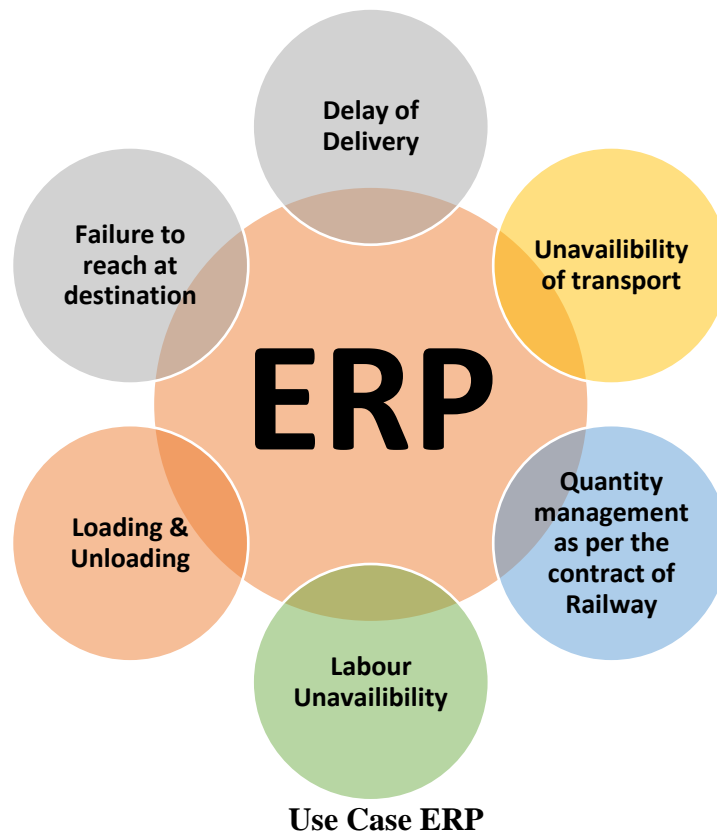 Delay of
Delivery
Failure to
reach at
destination
Unavailibility
of transport
ERP
Loading &
Unloading
Quantity
management
as per the
contract of
Railway
Labour
Unavailibility
Use Case ERP